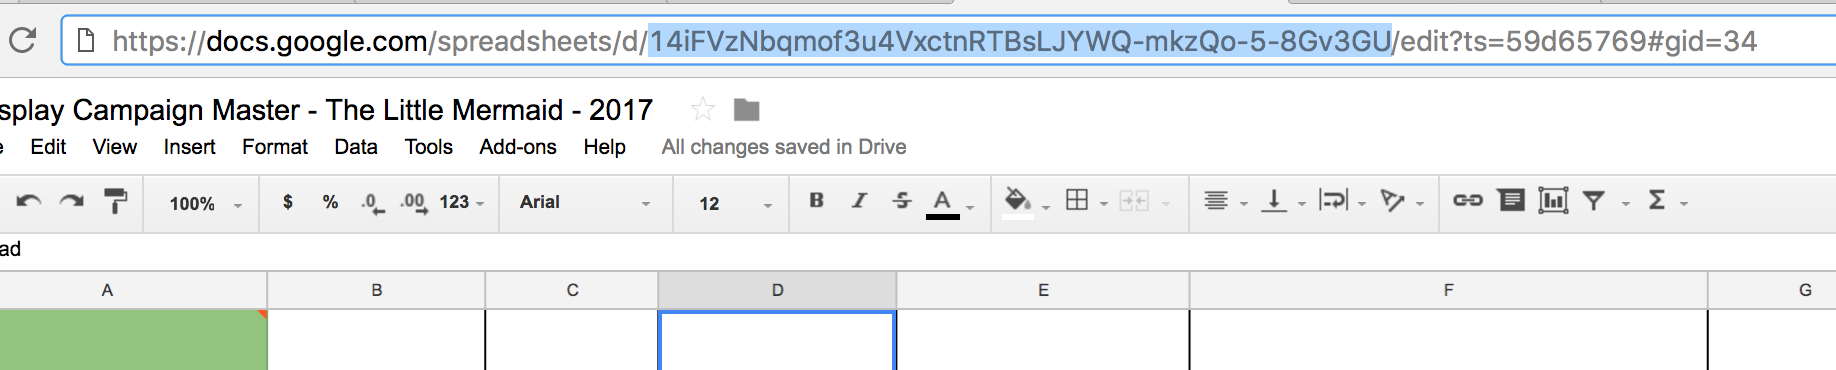 https://docs.google.com/spreadsheets/d/14iFVzNbqmof3u4VxctnRTBsLJYWQ-mkzQo-5-8Gv3GU/edit?ts=59d65769#gid=34
splay Campaign Master - The Little Mermaid - 2017
e Edit View Insert Format Data Tools Add-ons Help All changes saved in Drive
100% $ % .0 .00 123 Arial 12 B I S A Σ
ad
A B C D E F G